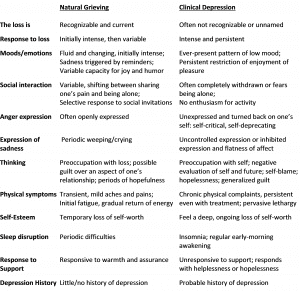 Natural Grieving Clinical Depression
The loss is Recognizable and current Often not recognizable or unnamed
Response to loss Initially intense, then variable Intense and persistent
Moods/emotions Fluid and changing, initially intense; Ever-present pattern of low mood;
Sadness triggered by reminders; Persistent restriction of enjoyment of
Variable capacity for joy and humor pleasure
Social interaction Variable, shifting between sharing Often completely withdrawn or fears
one's pain and being alone; being alone;
Selective response to social invitations No enthusiasm for activity
Anger expression Often openly expressed Unexpressed and turned back on one's
self: self-critical, self-deprecating
Expression of Periodic weeping/crying Uncontrolled expression or inhibited
sadness expression and flatness of affect
Thinking Preoccupation with loss; possible Preoccupation with self; negative
guilt over an aspect of one's evaluation of self and future; self-blame;
relationship; periods of hopefulness hopelessness; generalized guilt
Physical symptoms Transient, mild aches and pains; Chronic physical complaints, persistent
Initial fatigue, gradual return of energy even with treatment; pervasive lethargy
Self-Esteem Temporary loss of self-worth Feel a deep, ongoing loss of self-worth
Sleep disruption Periodic difficulties Insomnia; regular early-morning
awakening
Response to Responsive to warmth and assurance Unresponsive to support; responds
Support with helplessness or hopelessness
Depression History Little/no history of depression Probable history of depression